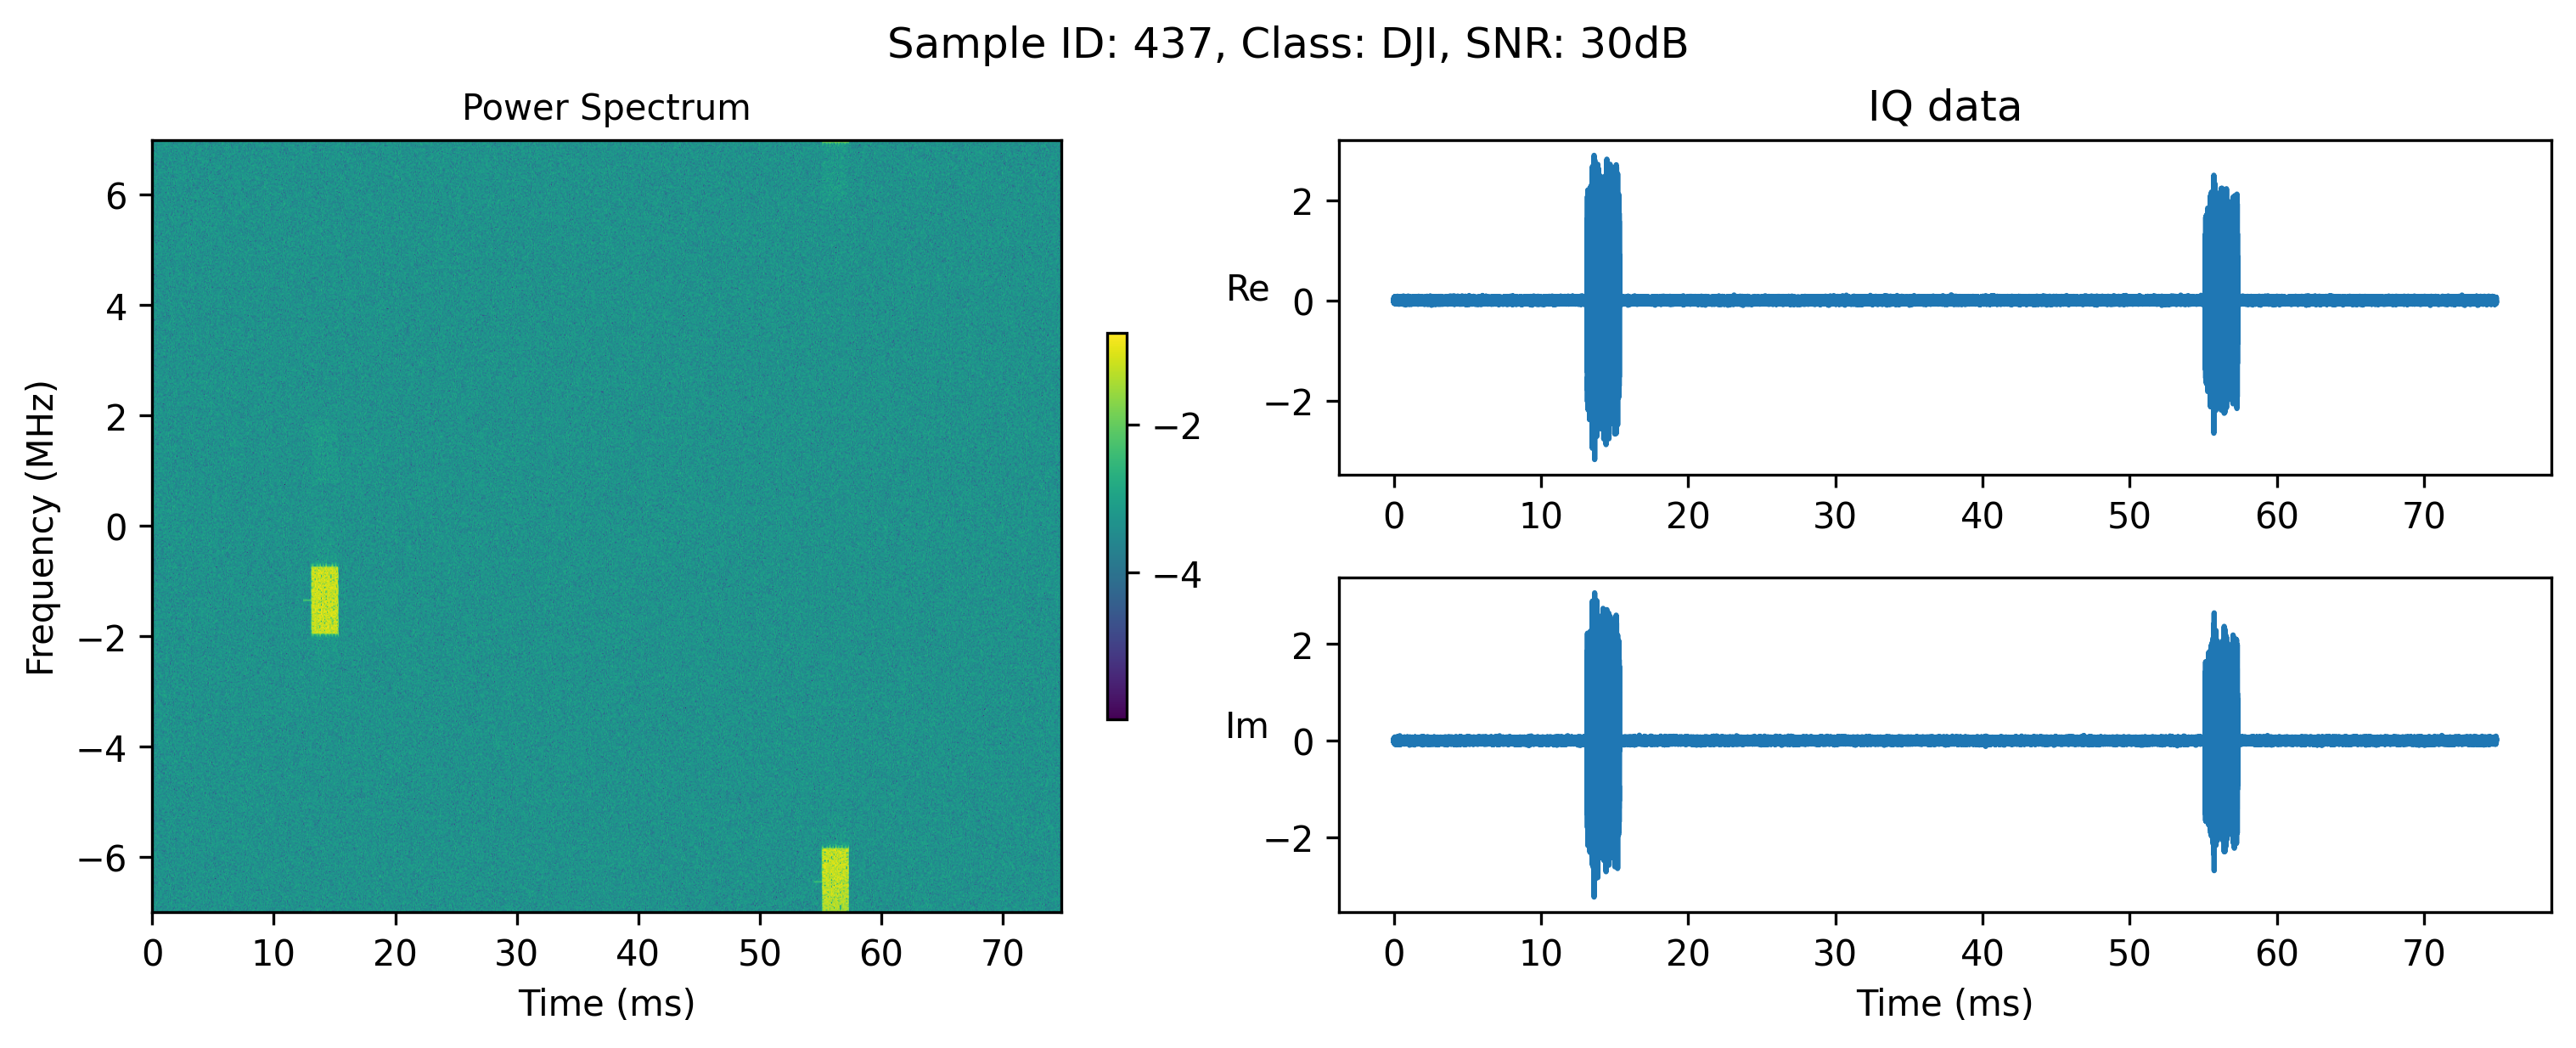 Sample ID: 437, Class: DJI, SNR: 30dB
Power Spectrum
Frequency (MHz)
6
4
2
0
−2
−4
−6
0 10 20 30 40 50 60 70
Time (ms)
−2
−4
IQ data
Re
2
0
−2
0 10 20 30 40 50 60 70
Im
2
0
−2
0 10 20 30 40 50 60 70
Time (ms)